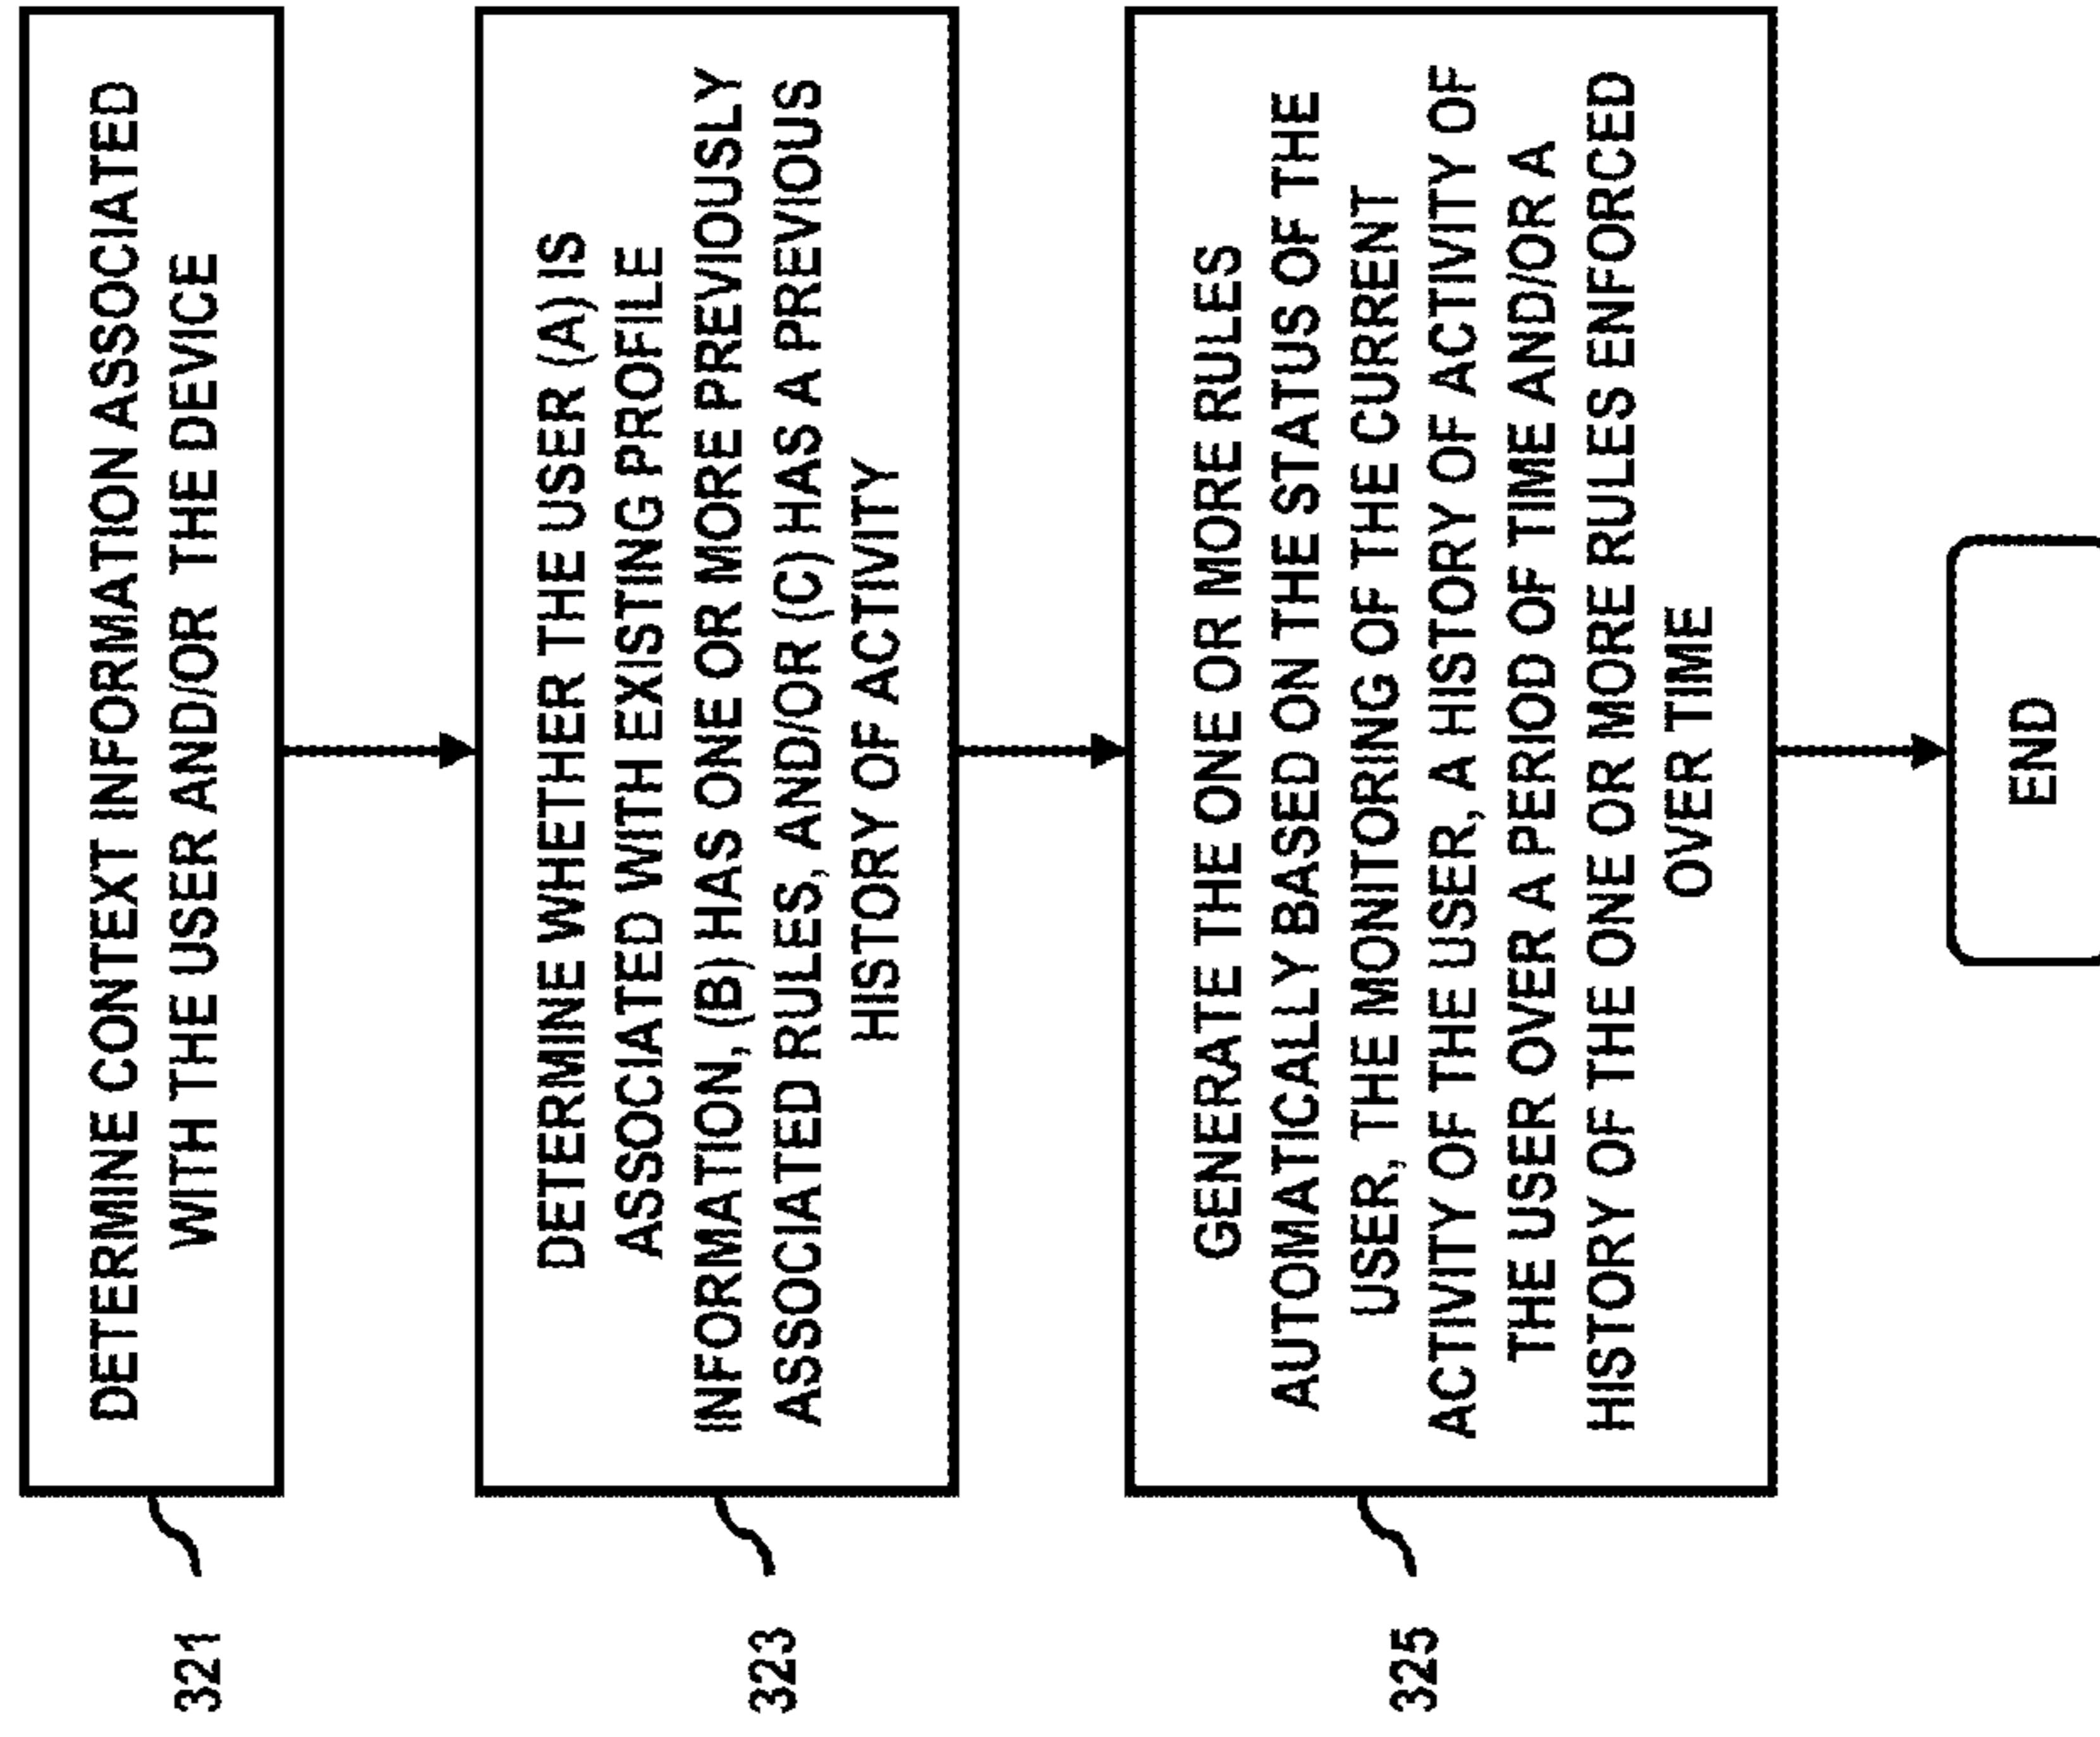 DETERMINE CONTEXT INFORMATION ASSOCIATED
WITH THE USER AND/OR THE DEVICE
321
DETERMINE WHETHER THE USER (A) IS
ASSOCIATED WITH EXISTING PROFILE
INFORMATION, (B) HAS ONE OR MORE PREVIOUSLY
ASSOCIATED RULES, AND/OR (C) HAS A PREVIOUS
HISTORY OF ACTIVITY
323
GENERATE THE ONE OR MORE RULES
AUTOMATICALLY BASED ON THE STATUS OF THE
USER, THE MONITORING OF THE CURRENT
ACTIVITY OF THE USER, A HISTORY OF ACTIVITY OF
THE USER OVER A PERIOD OF TIME AND/OR A
HISTORY OF THE ONE OR MORE RULES ENFORCED
OVER TIME
325
END